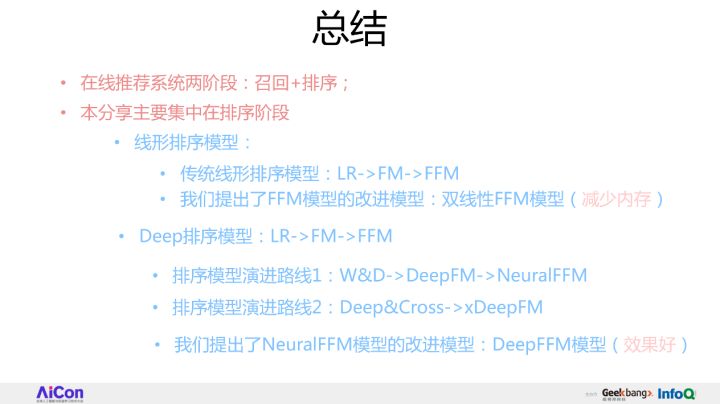 总结
• 在线推荐系统两阶段：召回+排序；
• 本分享主要集中在排序阶段
• 线形排序模型：
• 传统线形排序模型：LR->FM->FFM
• 我们提出了FFM模型的改进模型：双线性FFM模型（减少内存）
• Deep排序模型：LR->FM->FFM
• 排序模型演进路线1：W&D->DeepFM->NeuralFFM
• 排序模型演进路线2：Deep&Cross->xDeepFM
• 我们提出了NeuralFFM模型的改进模型：DeepFFM模型（效果好）
AiCon
Geekbang>.
InfoQ